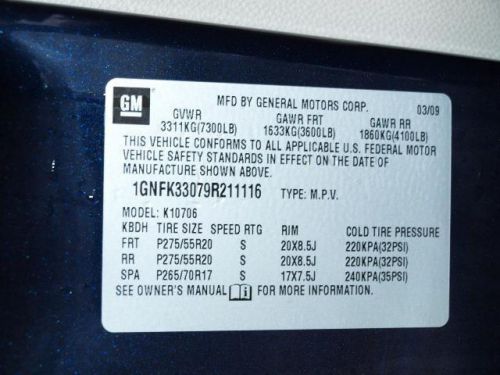 GM
MFD BY GENERAL MOTORS CORP. 03/09
GVWR GAWR FRT GAWR RR
3311KG(7300LB) 1633KG(3600LB) 1860KG(4100LB)
THIS VEHICLE CONFORMS TO ALL APPLICABLE U.S. FEDERAL MOTOR
VEHICLE SAFETY STANDARDS IN EFFECT ON THE DATE OF
MANUFACTURE SHOWN ABOVE.
1GNFK33079R211116 TYPE: M.P.V.
MODEL: K10706
KBDH TIRE SIZE SPEED RTG RIM COLD TIRE PRESSURE
FRT P275/55R20 S 20X8.5J 220KPA(32PSI)
RR P275/55R20 S 20X8.5J 220KPA(32PSI)
SPA P265/70R17 S 17X7.5J 240KPA(35PSI)
SEE OWNER'S MANUAL FOR MORE INFORMATION.